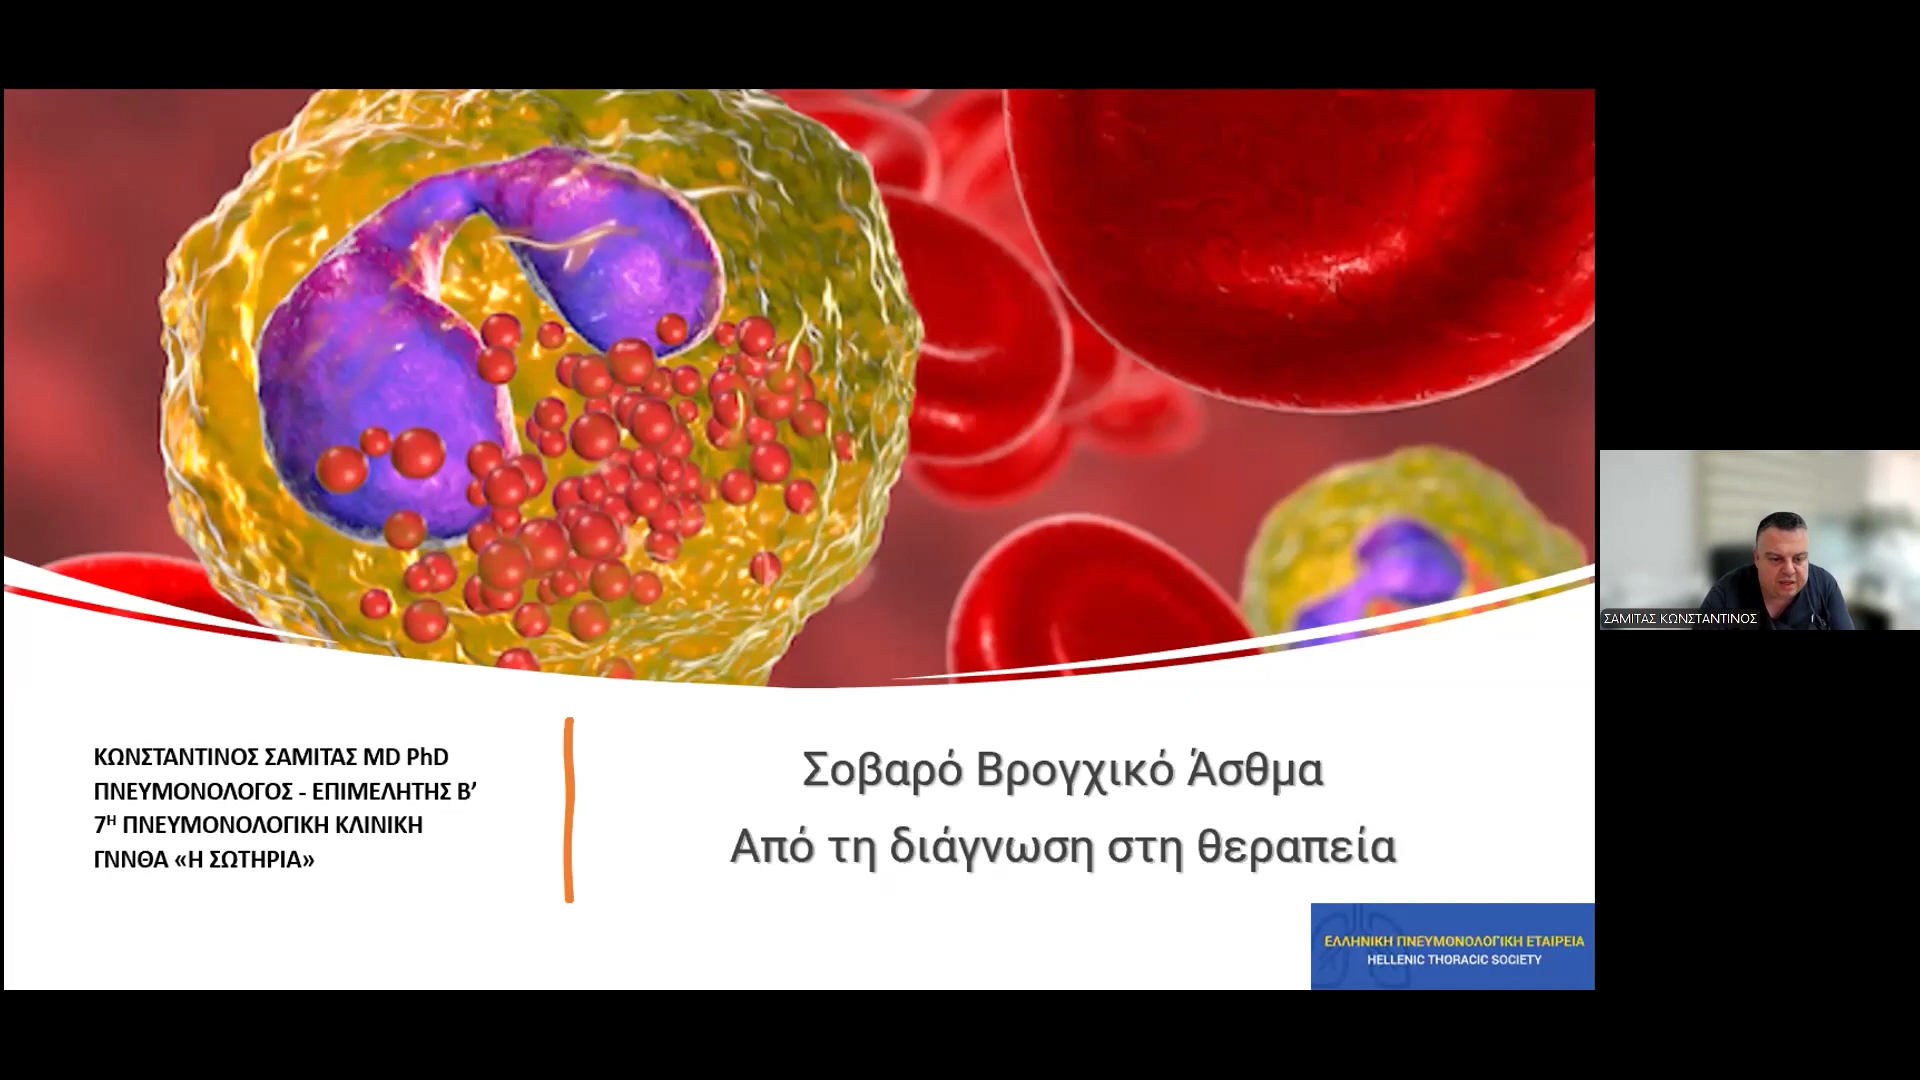 ΚΩΝΣΤΑΝΤΙΝΟΣ ΣΑΜΙΤΑΣ MD PhD
ΠΝΕΥΜΟΝΟΛΟΓΟΣ - ΕΠΙΜΕΛΗΤΗΣ Β’
7Η ΠΝΕΥΜΟΝΟΛΟΓΙΚΗ ΚΛΙΝΙΚΗ
ΓΝΝΘΑ «Η ΣΩΤΗΡΙΑ»
Σοβαρό Βρογχικό Άσθμα
Από τη διάγνωση στη θεραπεία
ΕΛΛΗΝΙΚΗ ΠΝΕΥΜΟΝΟΛΟΓΙΚΗ ΕΤΑΙΡΕΙΑ
HELLENIC THORACIC SOCIETY
ΣΑΜΙΤΑΣ ΚΩΝΣΤΑΝΤΙΝΟΣ